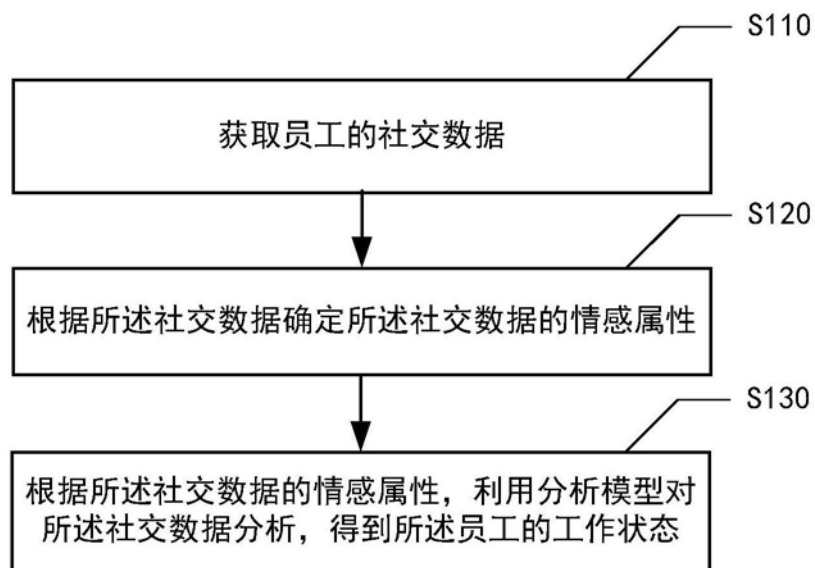 S110
获取员工的社交数据
S120
根据所述社交数据确定所述社交数据的情感属性
S130
根据所述社交数据的情感属性，利用分析模型对
所述社交数据分析，得到所述员工的工作状态